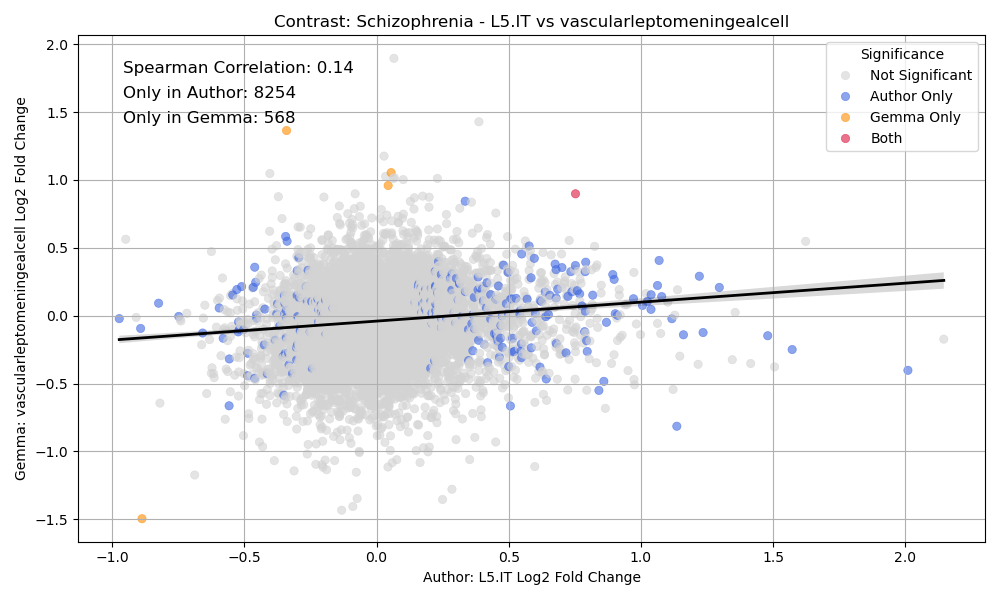 Contrast: Schizophrenia - L5.IT vs vascularleptomeningealcell
Spearman Correlation: 0.14
Only in Author: 8254
Only in Gemma: 568
Significance
Not Significant
Author Only
Gemma Only
Both
Gemma: vascularleptomeningealcell Log2 Fold Change
2.0
1.5
1.0
0.5
0.0
−0.5
−1.0
−1.5
−1.0 −0.5 0.0 0.5 1.0 1.5 2.0
Author: L5.IT Log2 Fold Change